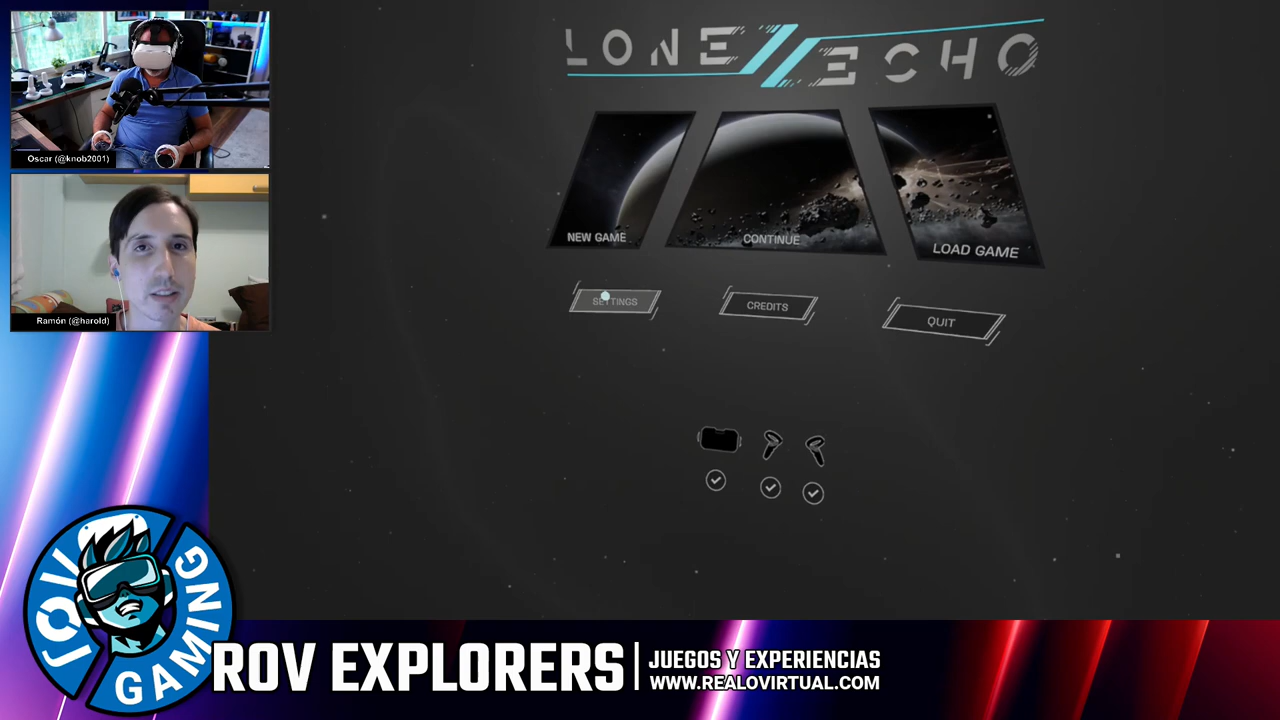 LONE ECHO
Oscar (@knob2001)
Ramón (@harold)
NEW GAME
CONTINUE
LOAD GAME
SETTINGS
CREDITS
QUIT
ROV
GAMING
ROV EXPLORERS
JUEGOS Y EXPERIENCIAS
WWW.REALOVIRTUAL.COM